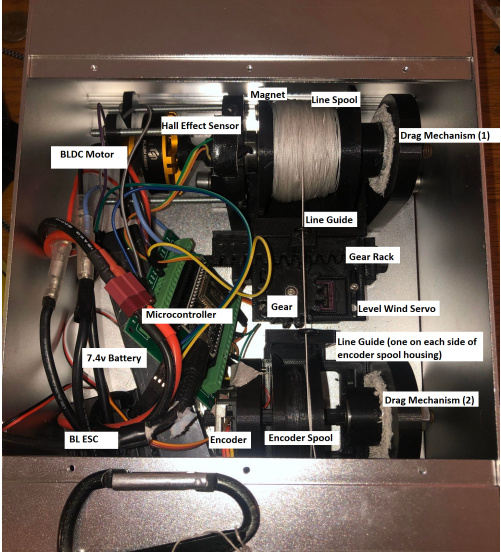 Magnet
Line Spool
Hall Effect Sensor
Drag Mechanism (1)
BLDC Motor
Line Guide
Gear Rack
Gear
Level Wind Servo
Microcontroller
Line Guide (one on each side of
encoder spool housing)
7.4v Battery
Drag Mechanism (2)
BL ESC
Encoder
Encoder Spool